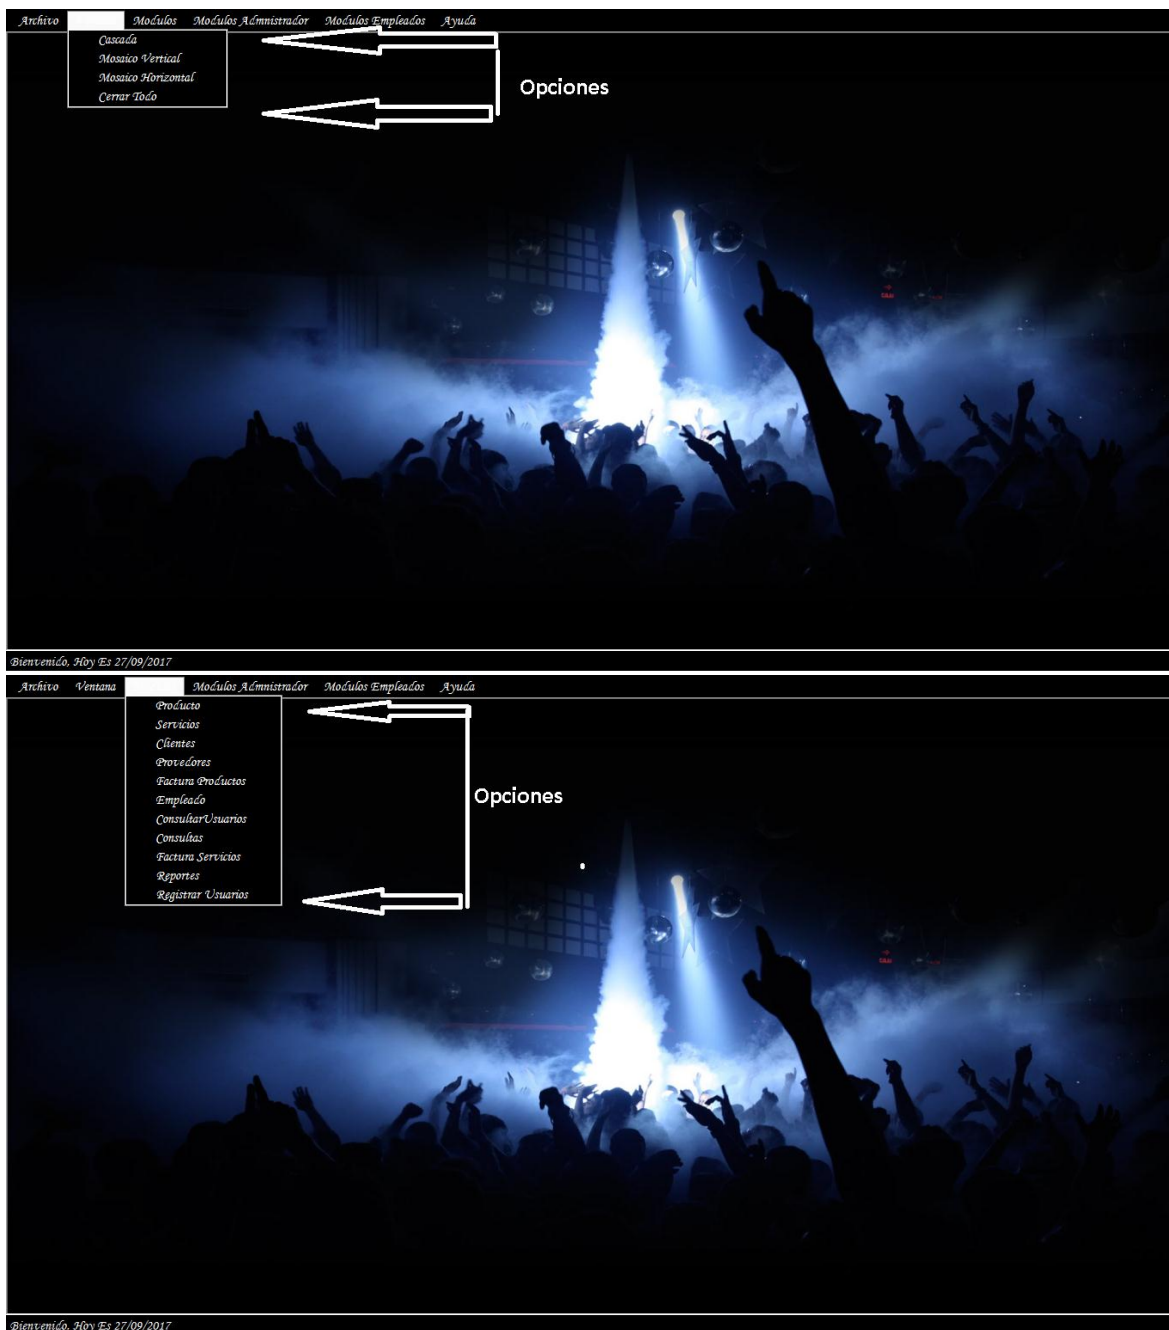 Archivo Modulos Modulos Admnistrador Modulos Empleados Ayuda
Cascada
Mosaico Vertical
Mosaico Horizontal
Cerrar Todo
Opciones
Bienvenido, Hoy Es 27/09/2017
Archivo Ventana Modulos Admnistrador Modulos Empleados Ayuda
Producto
Servicios
Clientes
Provedores
Factura Productos
Empleado
ConsultarUsuarios
Consultas
Factura Servicios
Reportes
Registrar Usuarios
Opciones
Bienvenido, Hoy Es 27/09/2017